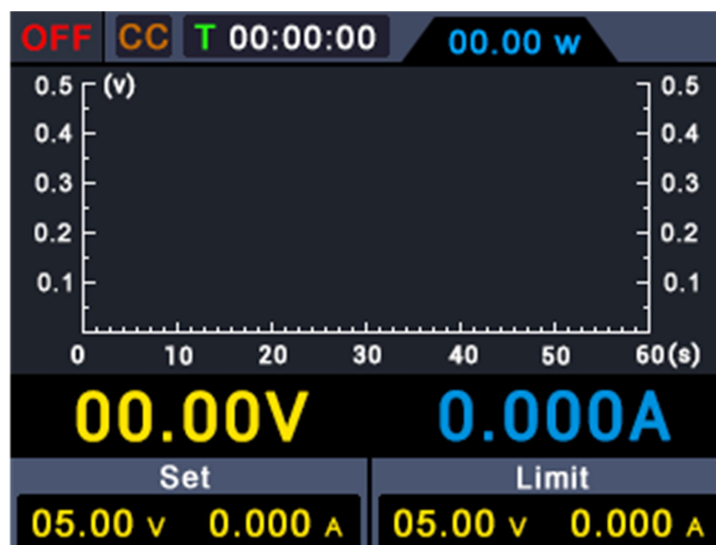 OFF CC T 00:00:00 00.00 w
0.5 (v) 0.5
0.4 0.4
0.3 0.3
0.2 0.2
0.1 0.1
0 10 20 30 40 50 60(s)
00.00V 0.000A
Set Limit
05.00 v 0.000 A 05.00 v 0.000 A